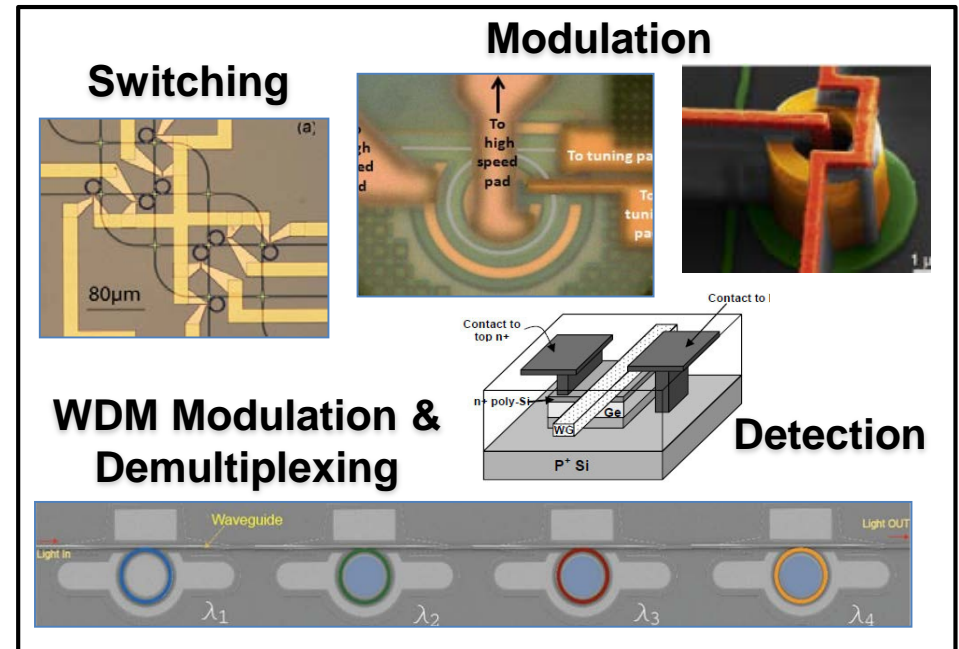 Modulation
Switching
(a)
80μm
To
high
speed
pad
To tuning pa
To
tuni
pa
1 μ
Contact to
top n+
Contact to
n+ poly-Si
Ge
WG
P+ Si
WDM Modulation &
Demultiplexing
Detection
Waveguide
Light In
Light OUT
λ1
λ2
λ3
λ4